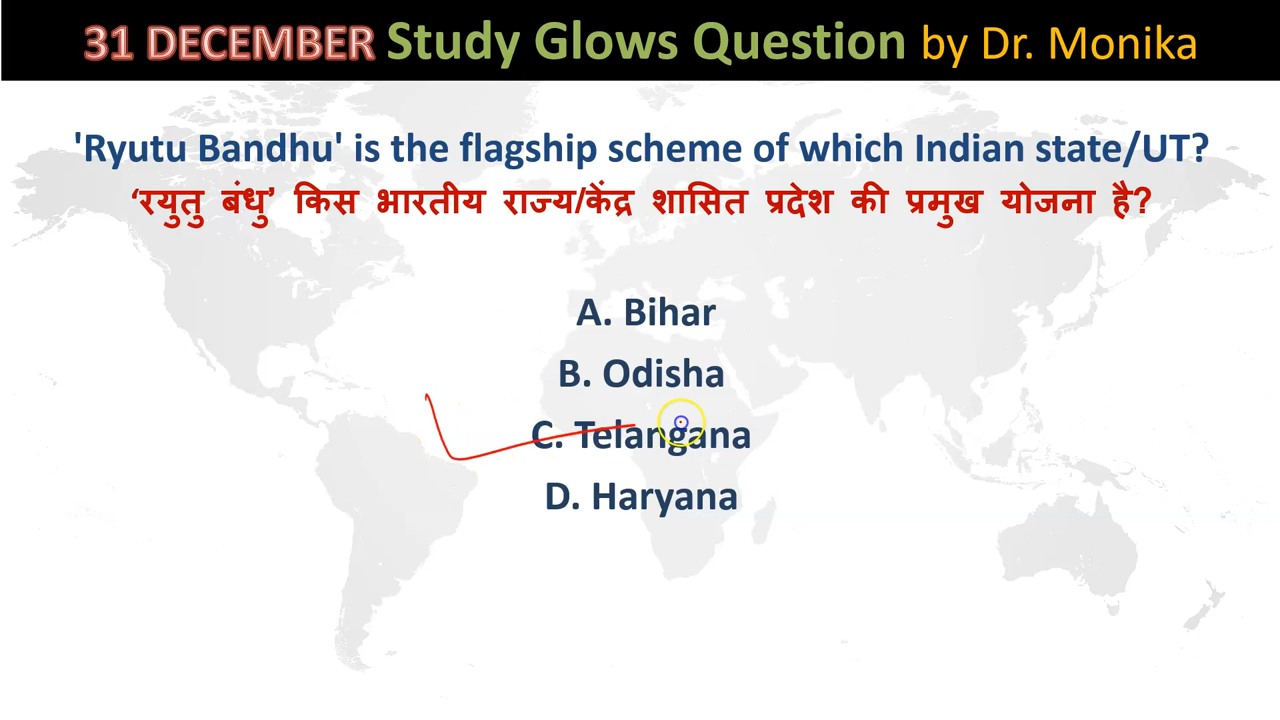 31 DECEMBER Study Glows Question by Dr. Monika
'Ryutu Bandhu' is the flagship scheme of which Indian state/UT?
‘रयुतु बंधु’ किस भारतीय राज्य/केंद्र शासित प्रदेश की प्रमुख योजना है?
A. Bihar
B. Odisha
C. Telangana
D. Haryana